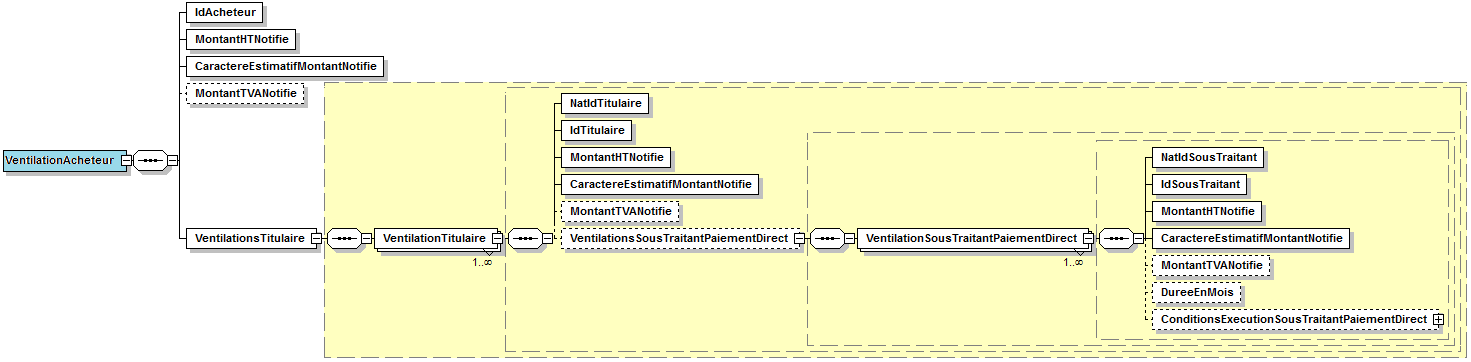 IdAcheteur
MontantHTNotifie
CaractereEstimatifMontantNotifie
MontantTVANotifie
VentilationAcheteur
VentilationsTitulaire
VentilationTitulaire
1..∞
NatIdTitulaire
IdTitulaire
MontantHTNotifie
CaractereEstimatifMontantNotifie
MontantTVANotifie
VentilationsSousTraitantPaiementDirect
VentilationSousTraitantPaiementDirect
1..∞
NatIdSousTraitant
IdSousTraitant
MontantHTNotifie
CaractereEstimatifMontantNotifie
MontantTVANotifie
DureeEnMois
ConditionsExecutionSousTraitantPaiementDirect